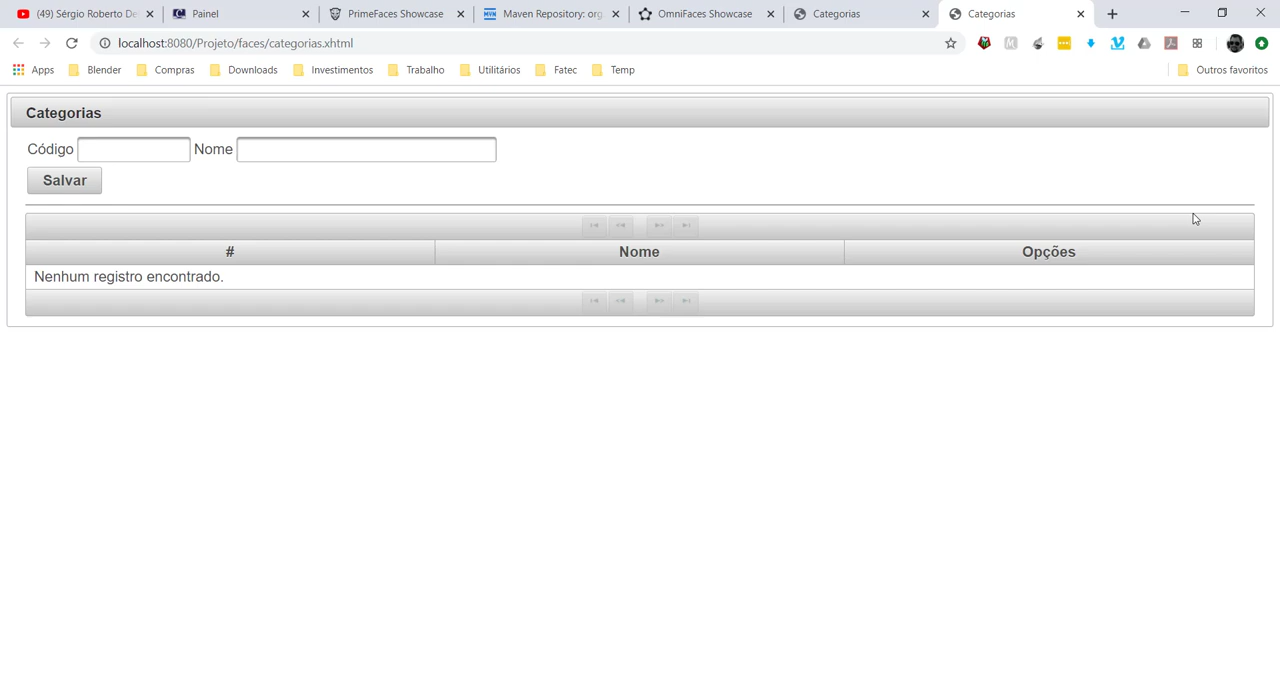 (49) Sérgio Roberto De
Painel
PrimeFaces Showcase
Maven Repository: org
OmniFaces Showcase
Categorias
Categorias
localhost:8080/Projeto/faces/categorias.xhtml
Apps
Blender
Compras
Downloads
Investimentos
Trabalho
Utilitários
Fatec
Temp
Outros favoritos
Categorias
Código
Nome
Salvar
# Nome Opções
Nenhum registro encontrado.